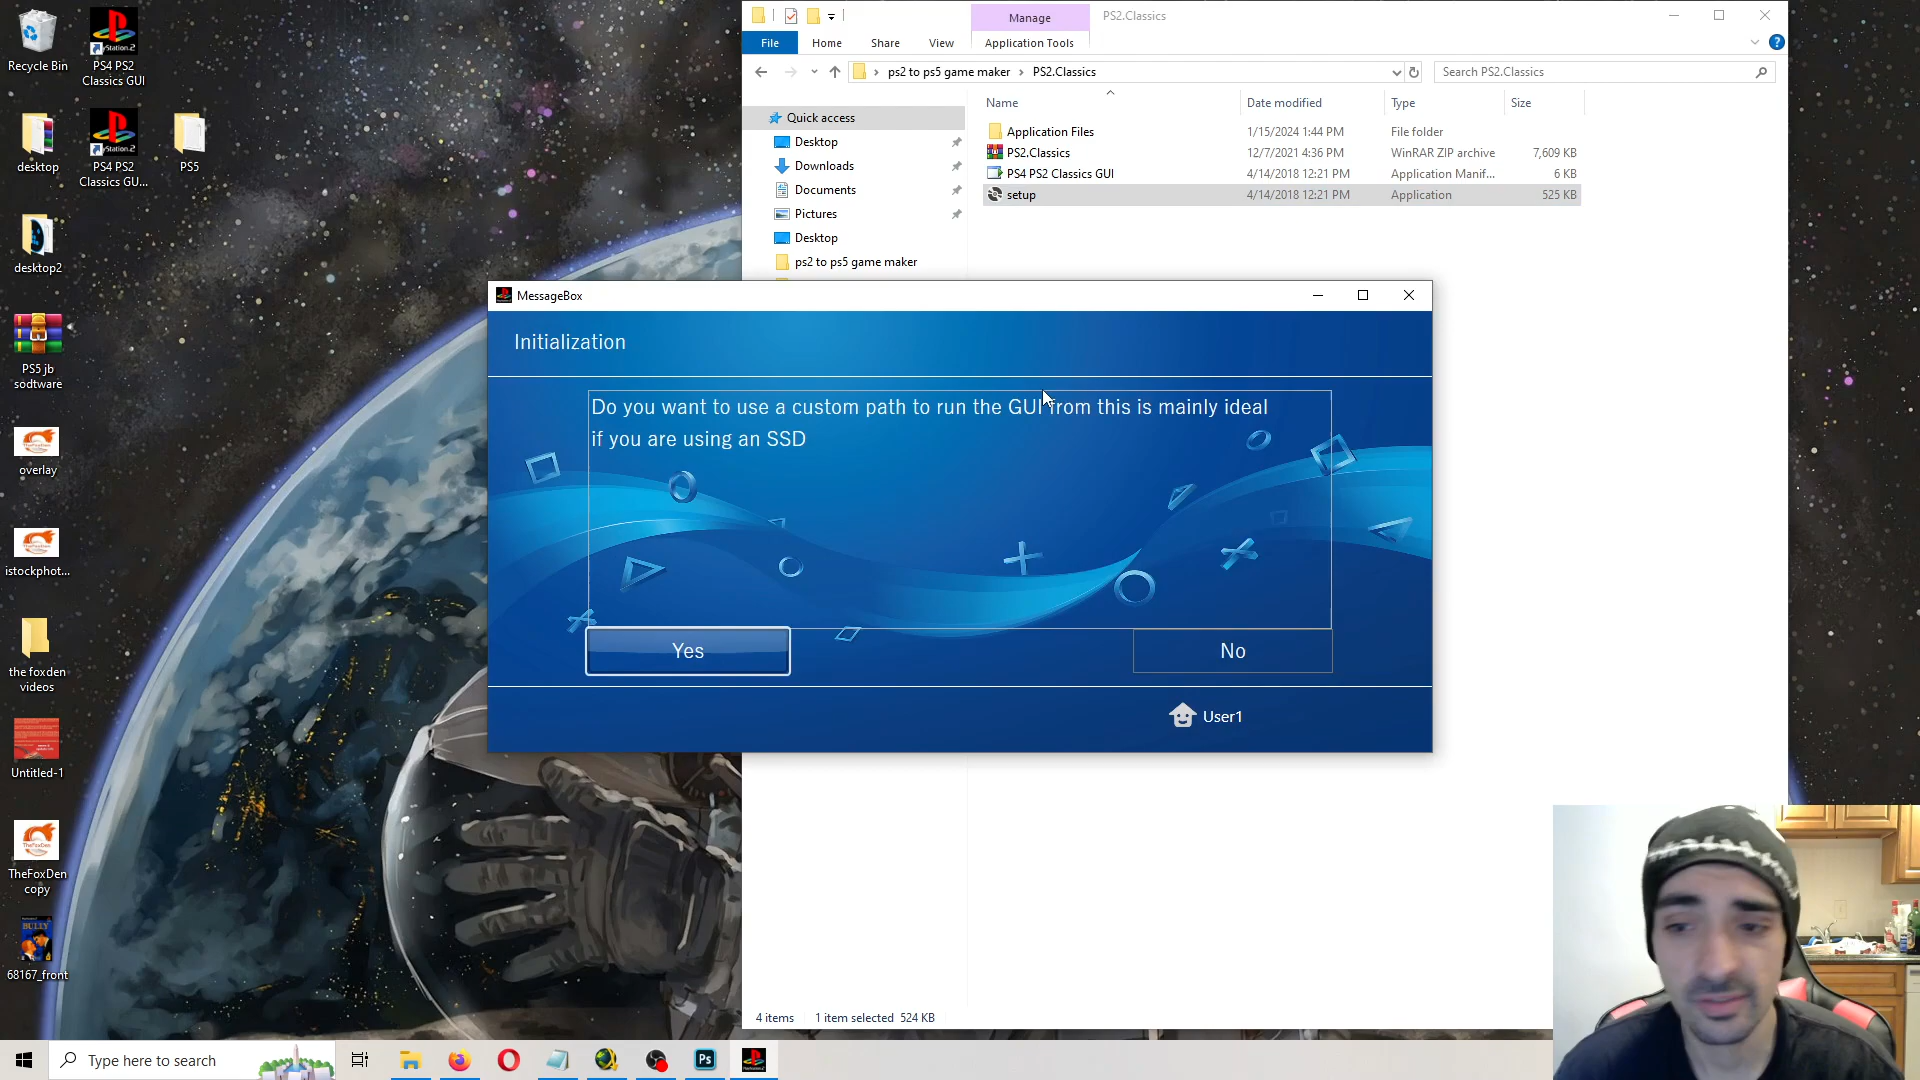 Recycle Bin
PS4 PS2
Classics GUI
desktop
PS4 PS2
Classics GU...
PS5
desktop2
PS5 jb
sodtware
overlay
istockphot...
the foxden
videos
Untitled-1
TheFoxDen
copy
BULLY
68167_front
Manage
PS2.Classics
File
Home
Share
View
Application Tools
ps2 to ps5 game maker
PS2.Classics
Search PS2.Classics
Name
Date modified
Type
Size
Quick access
Desktop
Downloads
Documents
Pictures
Desktop
ps2 to ps5 game maker
Application Files
1/15/2024 1:44 PM
File folder
PS2.Classics
12/7/2021 4:36 PM
WinRAR ZIP archive
7,609 KB
PS4 PS2 Classics GUI
4/14/2018 12:21 PM
Application Manif...
6 KB
setup
4/14/2018 12:21 PM
Application
525 KB
MessageBox
Initialization
Do you want to use a custom path to run the GUI from this is mainly ideal
if you are using an SSD
Yes
No
User1
4 items
1 item selected 524 KB
Type here to search
Ps